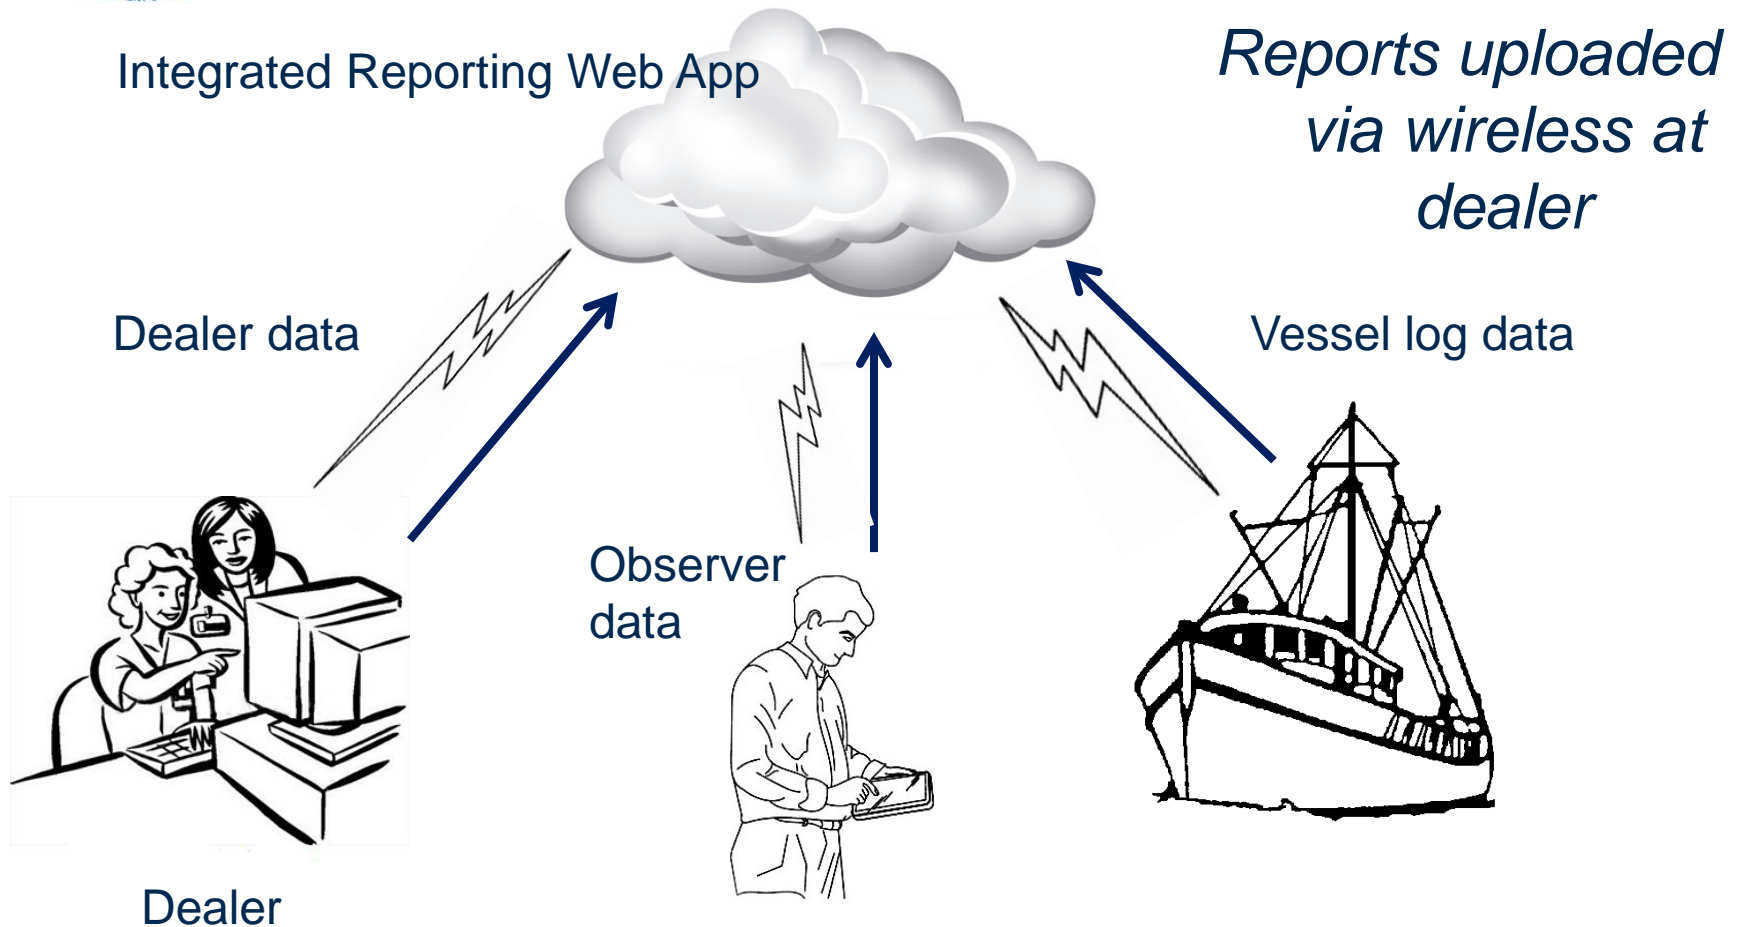 Integrated Reporting Web App
Reports uploaded
via wireless at
dealer
Dealer data
Vessel log data
Observer
data
Dealer